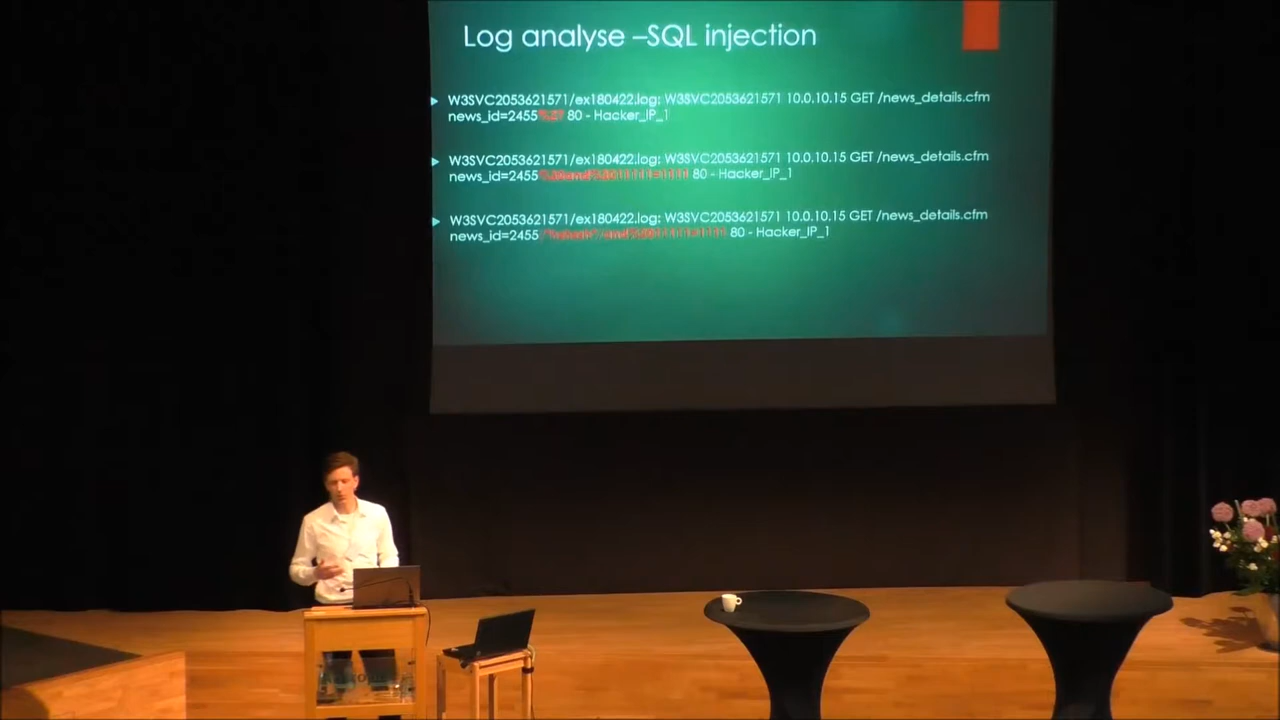 Log analyse –SQL injection
W3SVC2053621571/ex180422.log: W3SVC2053621571 10.0.10.15 GET /news_details.cfm
news_id=2455%27 80 - Hacker_IP_1
W3SVC2053621571/ex180422.log: W3SVC2053621571 10.0.10.15 GET /news_details.cfm
news_id=2455 80 - Hacker_IP_1
W3SVC2053621571/ex180422.log: W3SVC2053621571 10.0.10.15 GET /news_details.cfm
news_id=2455 80 - Hacker_IP_1